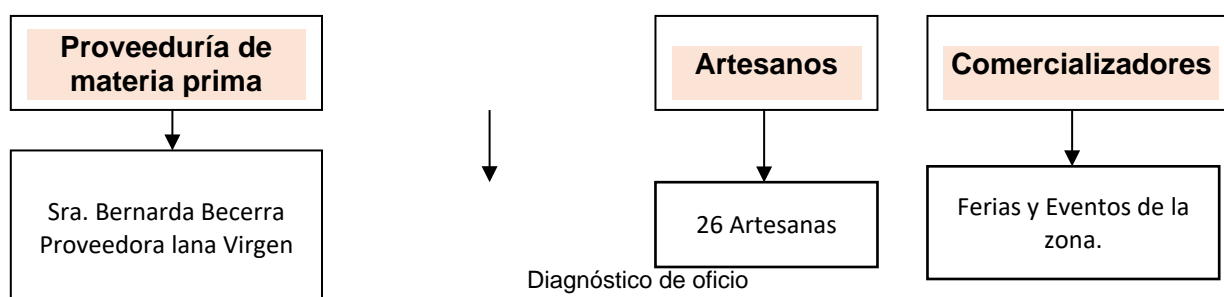 Proveeduría de
materia prima
Artesanos
Comercializadores
Sra. Bernarda Becerra
Proveedora lana Virgen
26 Artesanas
Ferias y Eventos de la
zona.
Diagnóstico de oficio